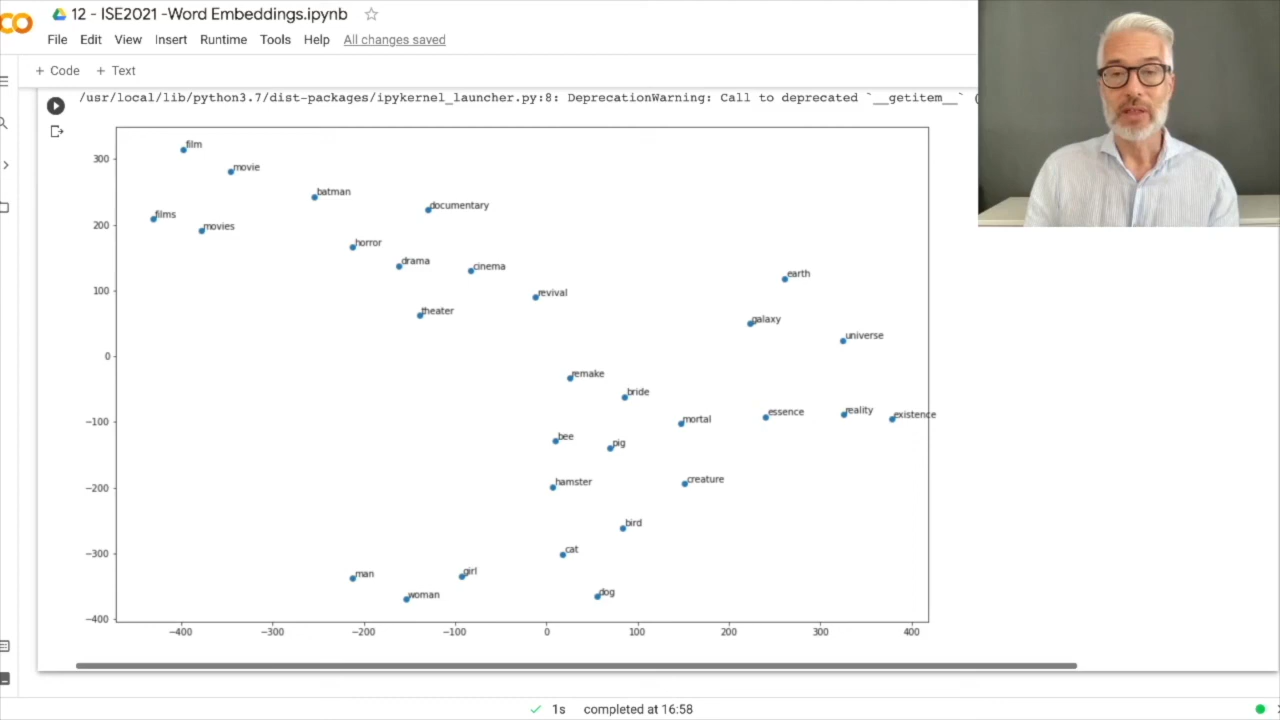 CO
12 - ISE2021 -Word Embeddings.ipynb
File Edit View Insert Runtime Tools Help All changes saved
+ Code + Text
/usr/local/lib/python3.7/dist-packages/ipykernel_launcher.py:8: DeprecationWarning: Call to deprecated `__getitem__` (
film
300
movie
batman
documentary
films
200
movies
horror
drama
cinema
earth
100
revival
theater
galaxy
universe
0
remake
bride
essence
reality
existence
−100
mortal
bee
pig
creature
hamster
−200
bird
cat
−300
girl
man
dog
woman
−400
−400 −300 −200 −100 0 100 200 300 400
1s completed at 16:58